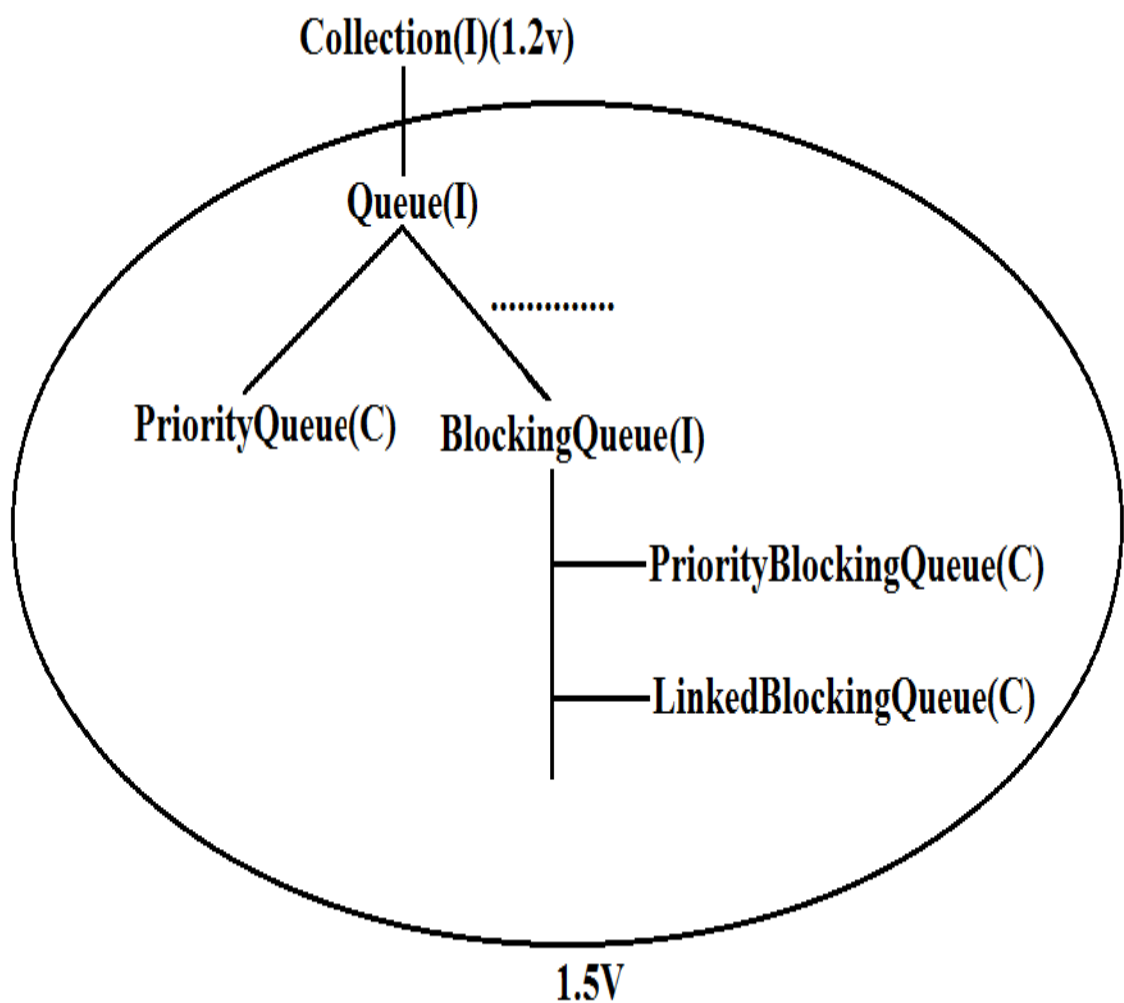 Collection(I)(1.2v)
Queue(I)
..............
PriorityQueue(C)
BlockingQueue(I)
PriorityBlockingQueue(C)
LinkedBlockingQueue(C)
1.5V